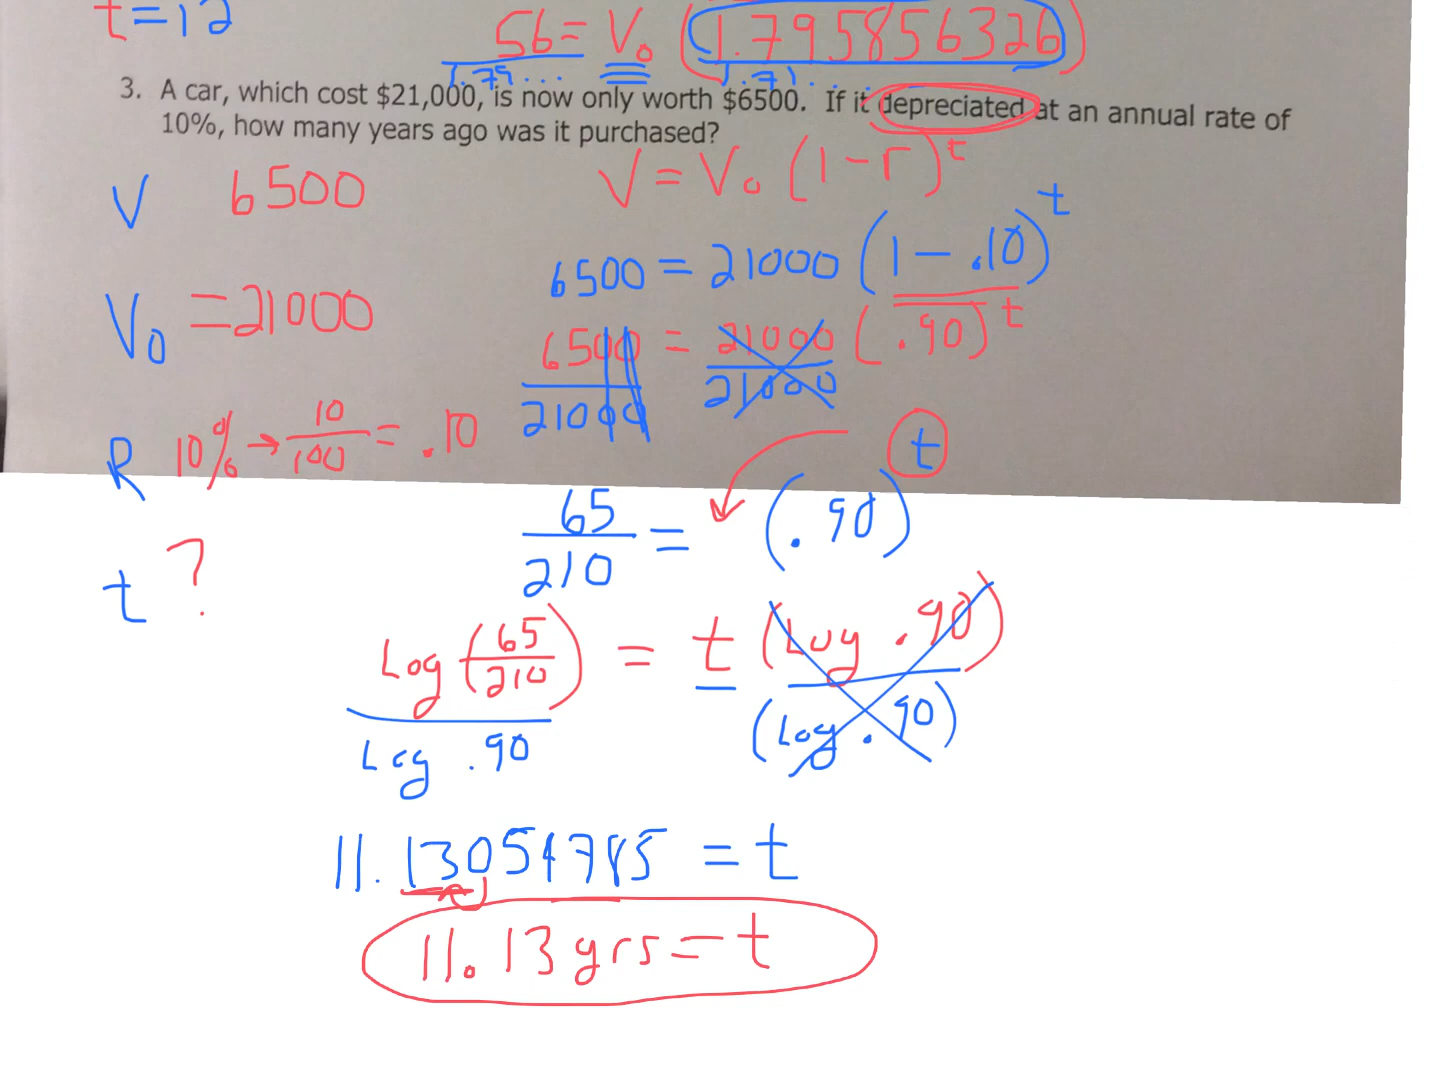 t=12
56 = V₀ (1.795856326)
1.79... 1.79...
3. A car, which cost $21,000, is now only worth $6500. If it depreciated at an annual rate of
10%, how many years ago was it purchased?
V 6500
V = V₀ (1-r)^t
V₀ = 21000
6500 = 21000 (1 - .10)^t
6500/21000 = 21000/21000 (.90)^t
R 10% → 10/100 = .10
65/210 = (.90)^t
t ?
Log (65/210) / Log .90 = t (Log .90) / (Log .90)
11.13054785 = t
11.13 yrs = t